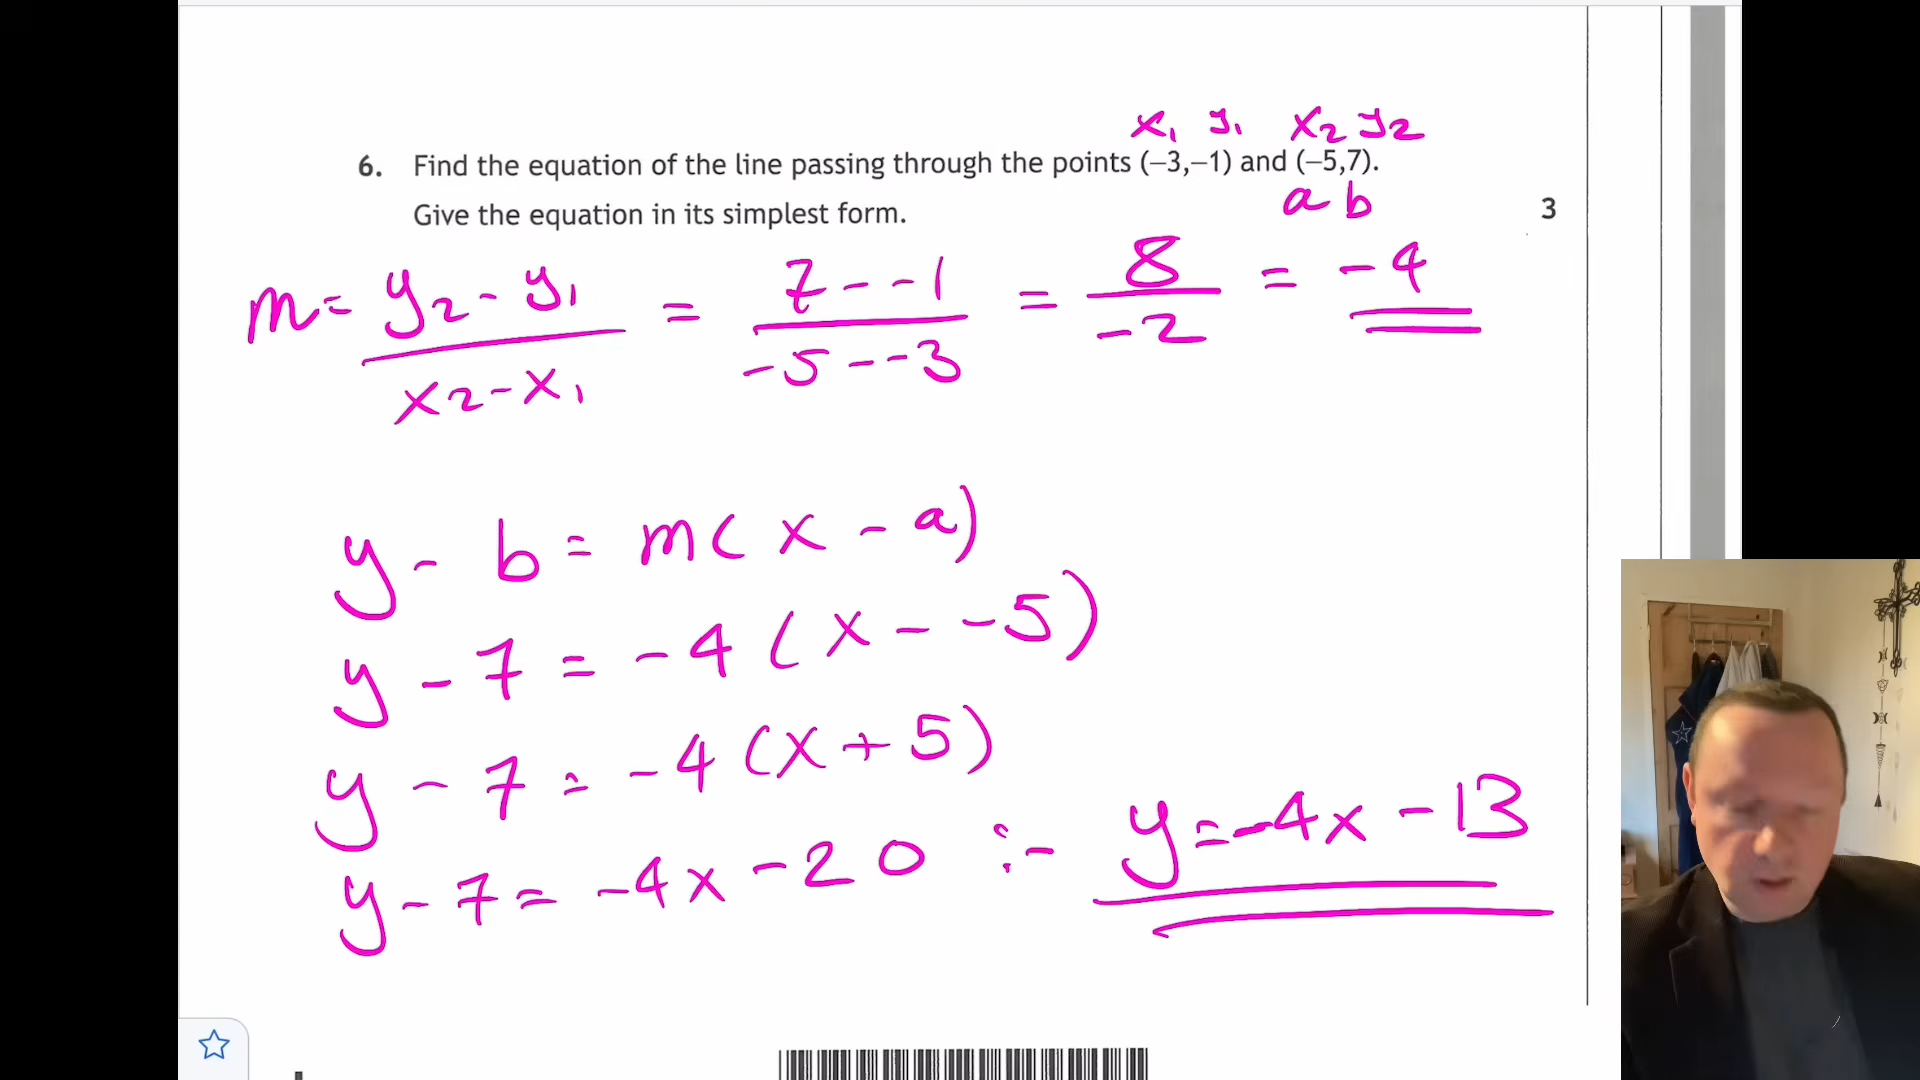 x₁ y₁ x₂ y₂
6. Find the equation of the line passing through the points (–3,–1) and (–5,7).
a b
Give the equation in its simplest form. 3
m = y₂ - y₁ / x₂ - x₁ = 7 - -1 / -5 - -3 = 8 / -2 = -4
y - b = m( x - a)
y - 7 = -4 ( x - -5)
y - 7 = -4 (x + 5)
y - 7 = -4x - 20 :- y = -4x - 13